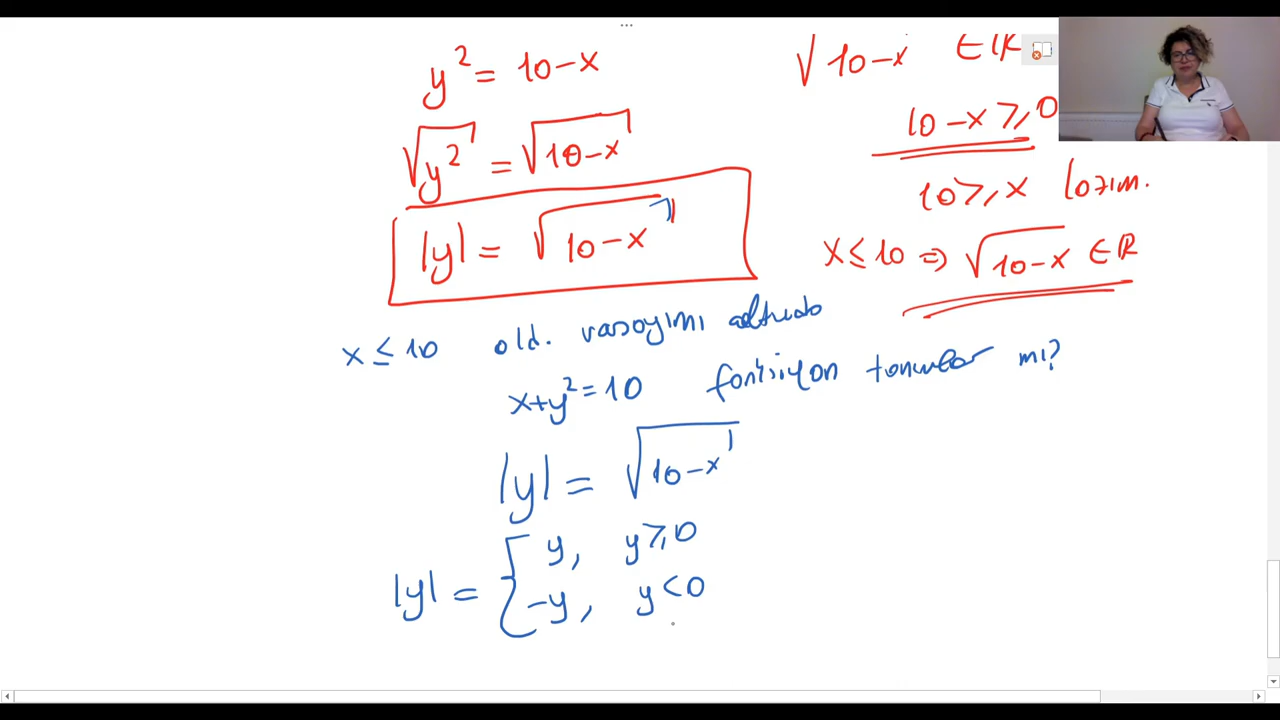 y² = 10-x
√y² = √10-x
|y| = √10-x
√10-x ∈ ℝ
10-x ≥ 0
10 ≥ x lazım.
x ≤ 10 ⇒ √10-x ∈ ℝ
x ≤ 10 old. varsayımı altında
x+y² = 10 fonksiyon tanımlar mı?
|y| = √10-x
|y| = { y, y ≥ 0
-y, y < 0